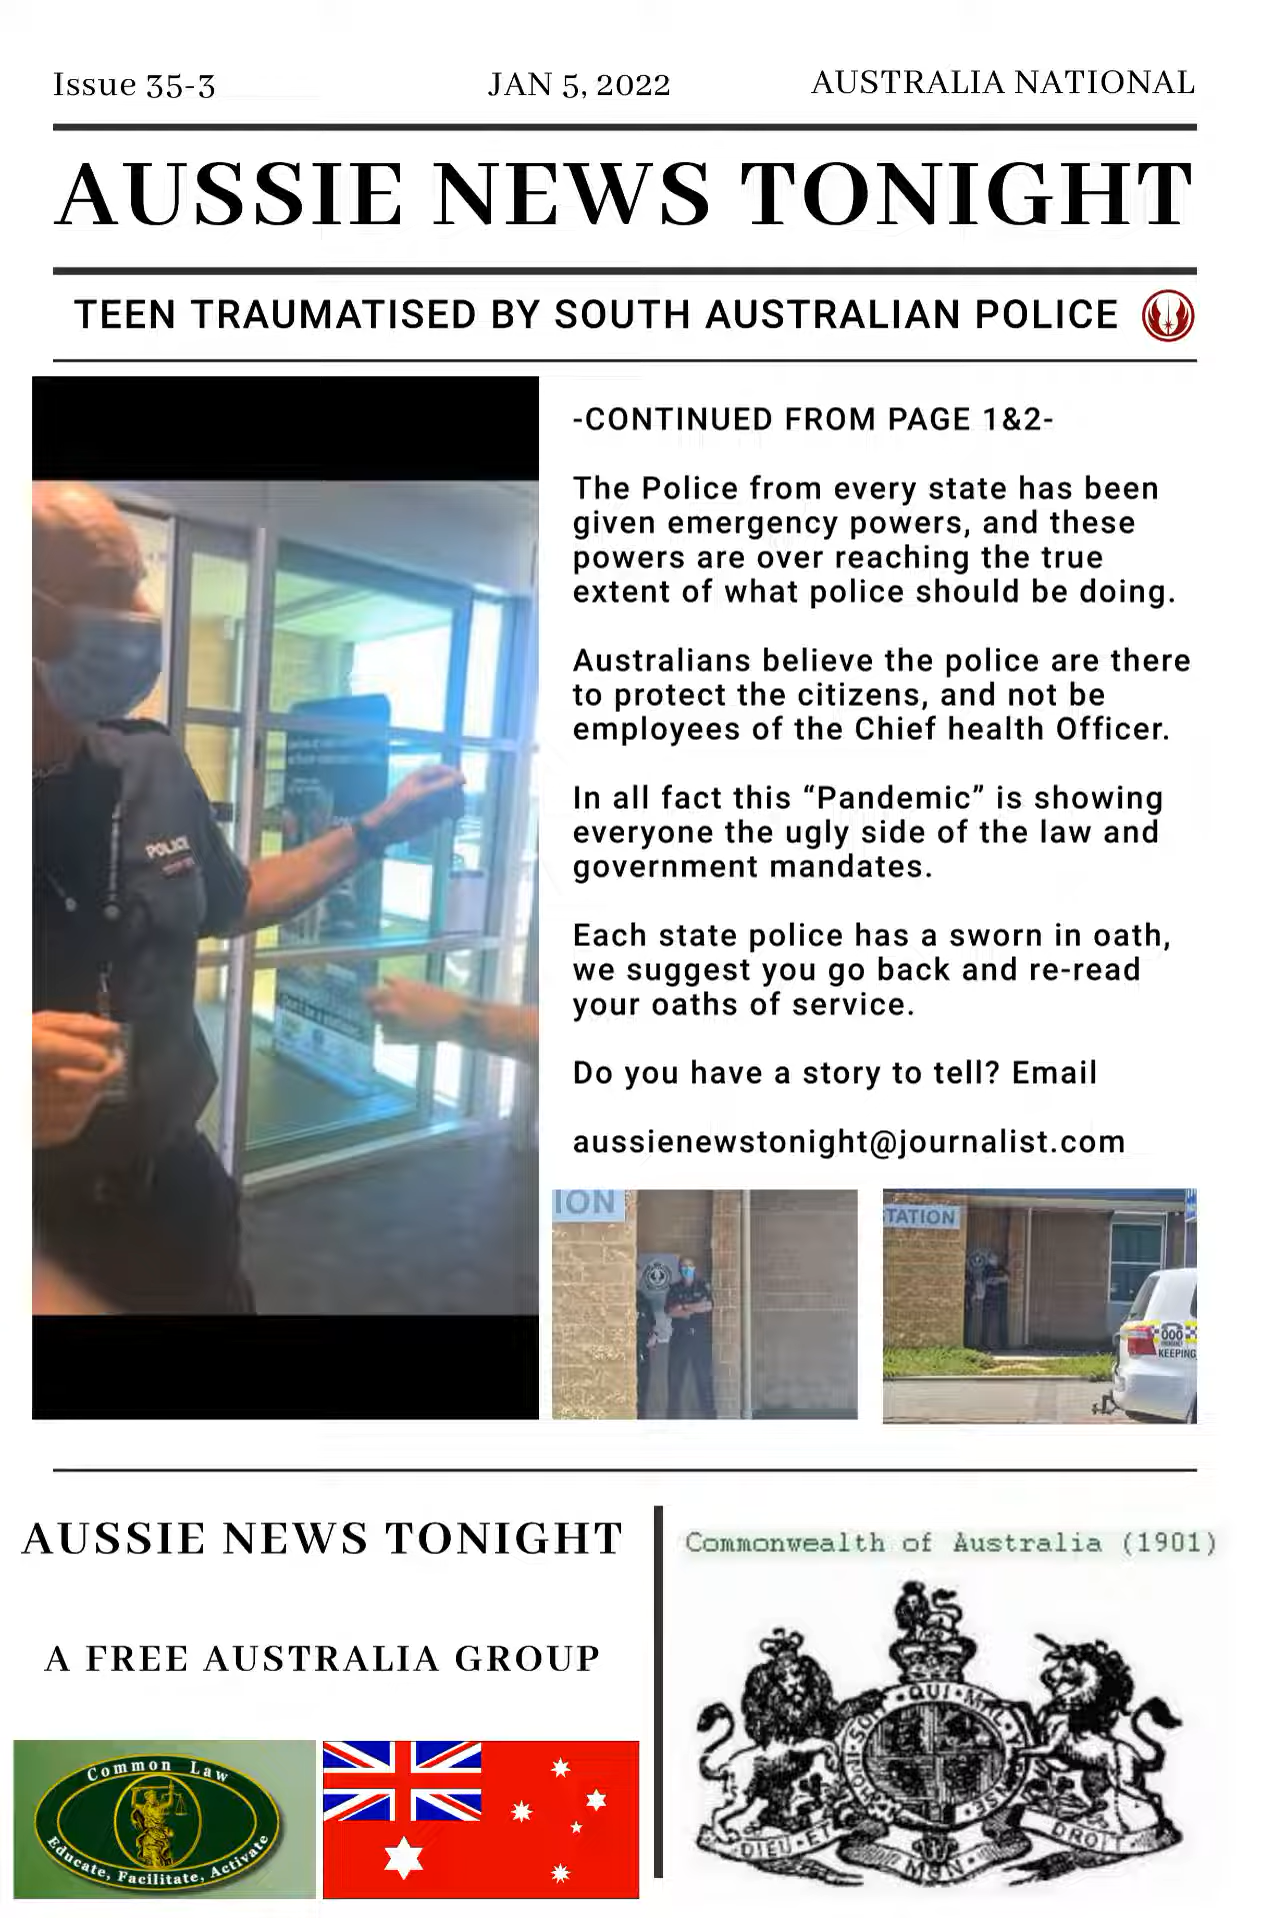 Issue 35-3
JAN 5, 2022
AUSTRALIA NATIONAL
AUSSIE NEWS TONIGHT
TEEN TRAUMATISED BY SOUTH AUSTRALIAN POLICE
-CONTINUED FROM PAGE 1&2-
The Police from every state has been
given emergency powers, and these
powers are over reaching the true
extent of what police should be doing.
Australians believe the police are there
to protect the citizens, and not be
employees of the Chief health Officer.
In all fact this “Pandemic” is showing
everyone the ugly side of the law and
government mandates.
Each state police has a sworn in oath,
we suggest you go back and re-read
your oaths of service.
Do you have a story to tell? Email
aussienewstonight@journalist.com
POLICE
ION
TATION
000
KEEPING
AUSSIE NEWS TONIGHT
A FREE AUSTRALIA GROUP
Common Law
Educate, Facilitate, Activate
Commonwealth of Australia (1901)
DIEU ET
MON
DROIT